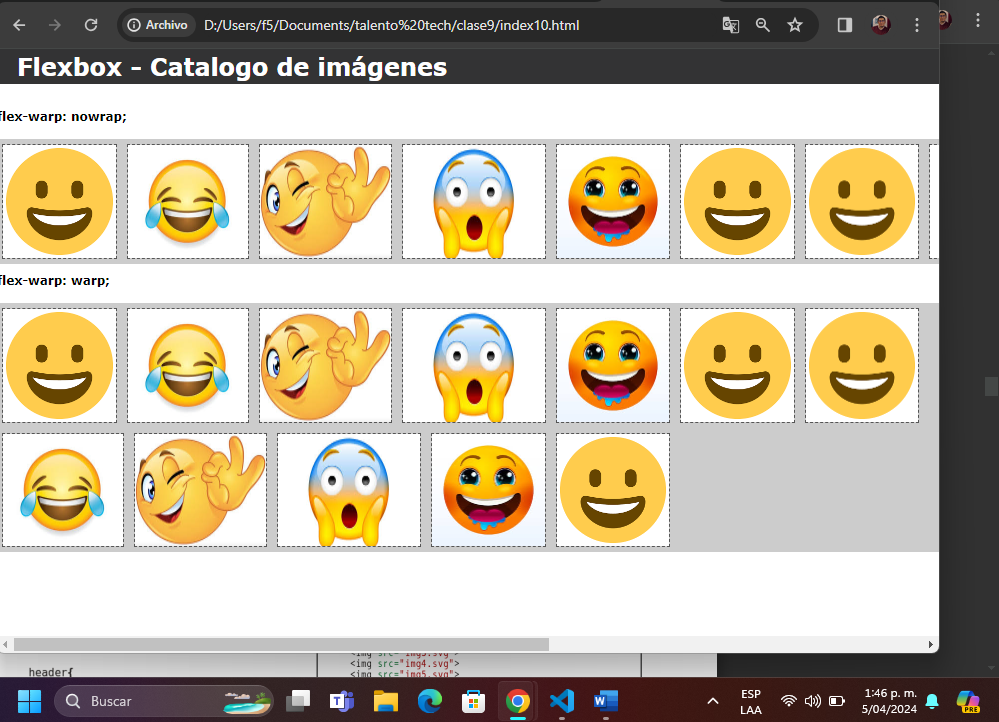 Archivo D:/Users/f5/Documents/talento%20tech/clase9/index10.html
Flexbox - Catalogo de imágenes
flex-warp: nowrap;
flex-warp: warp;
header{
<img src="img4.svg">
<img src="img5.svg">
Buscar
ESP
LAA
1:46 p. m.
5/04/2024
PRE